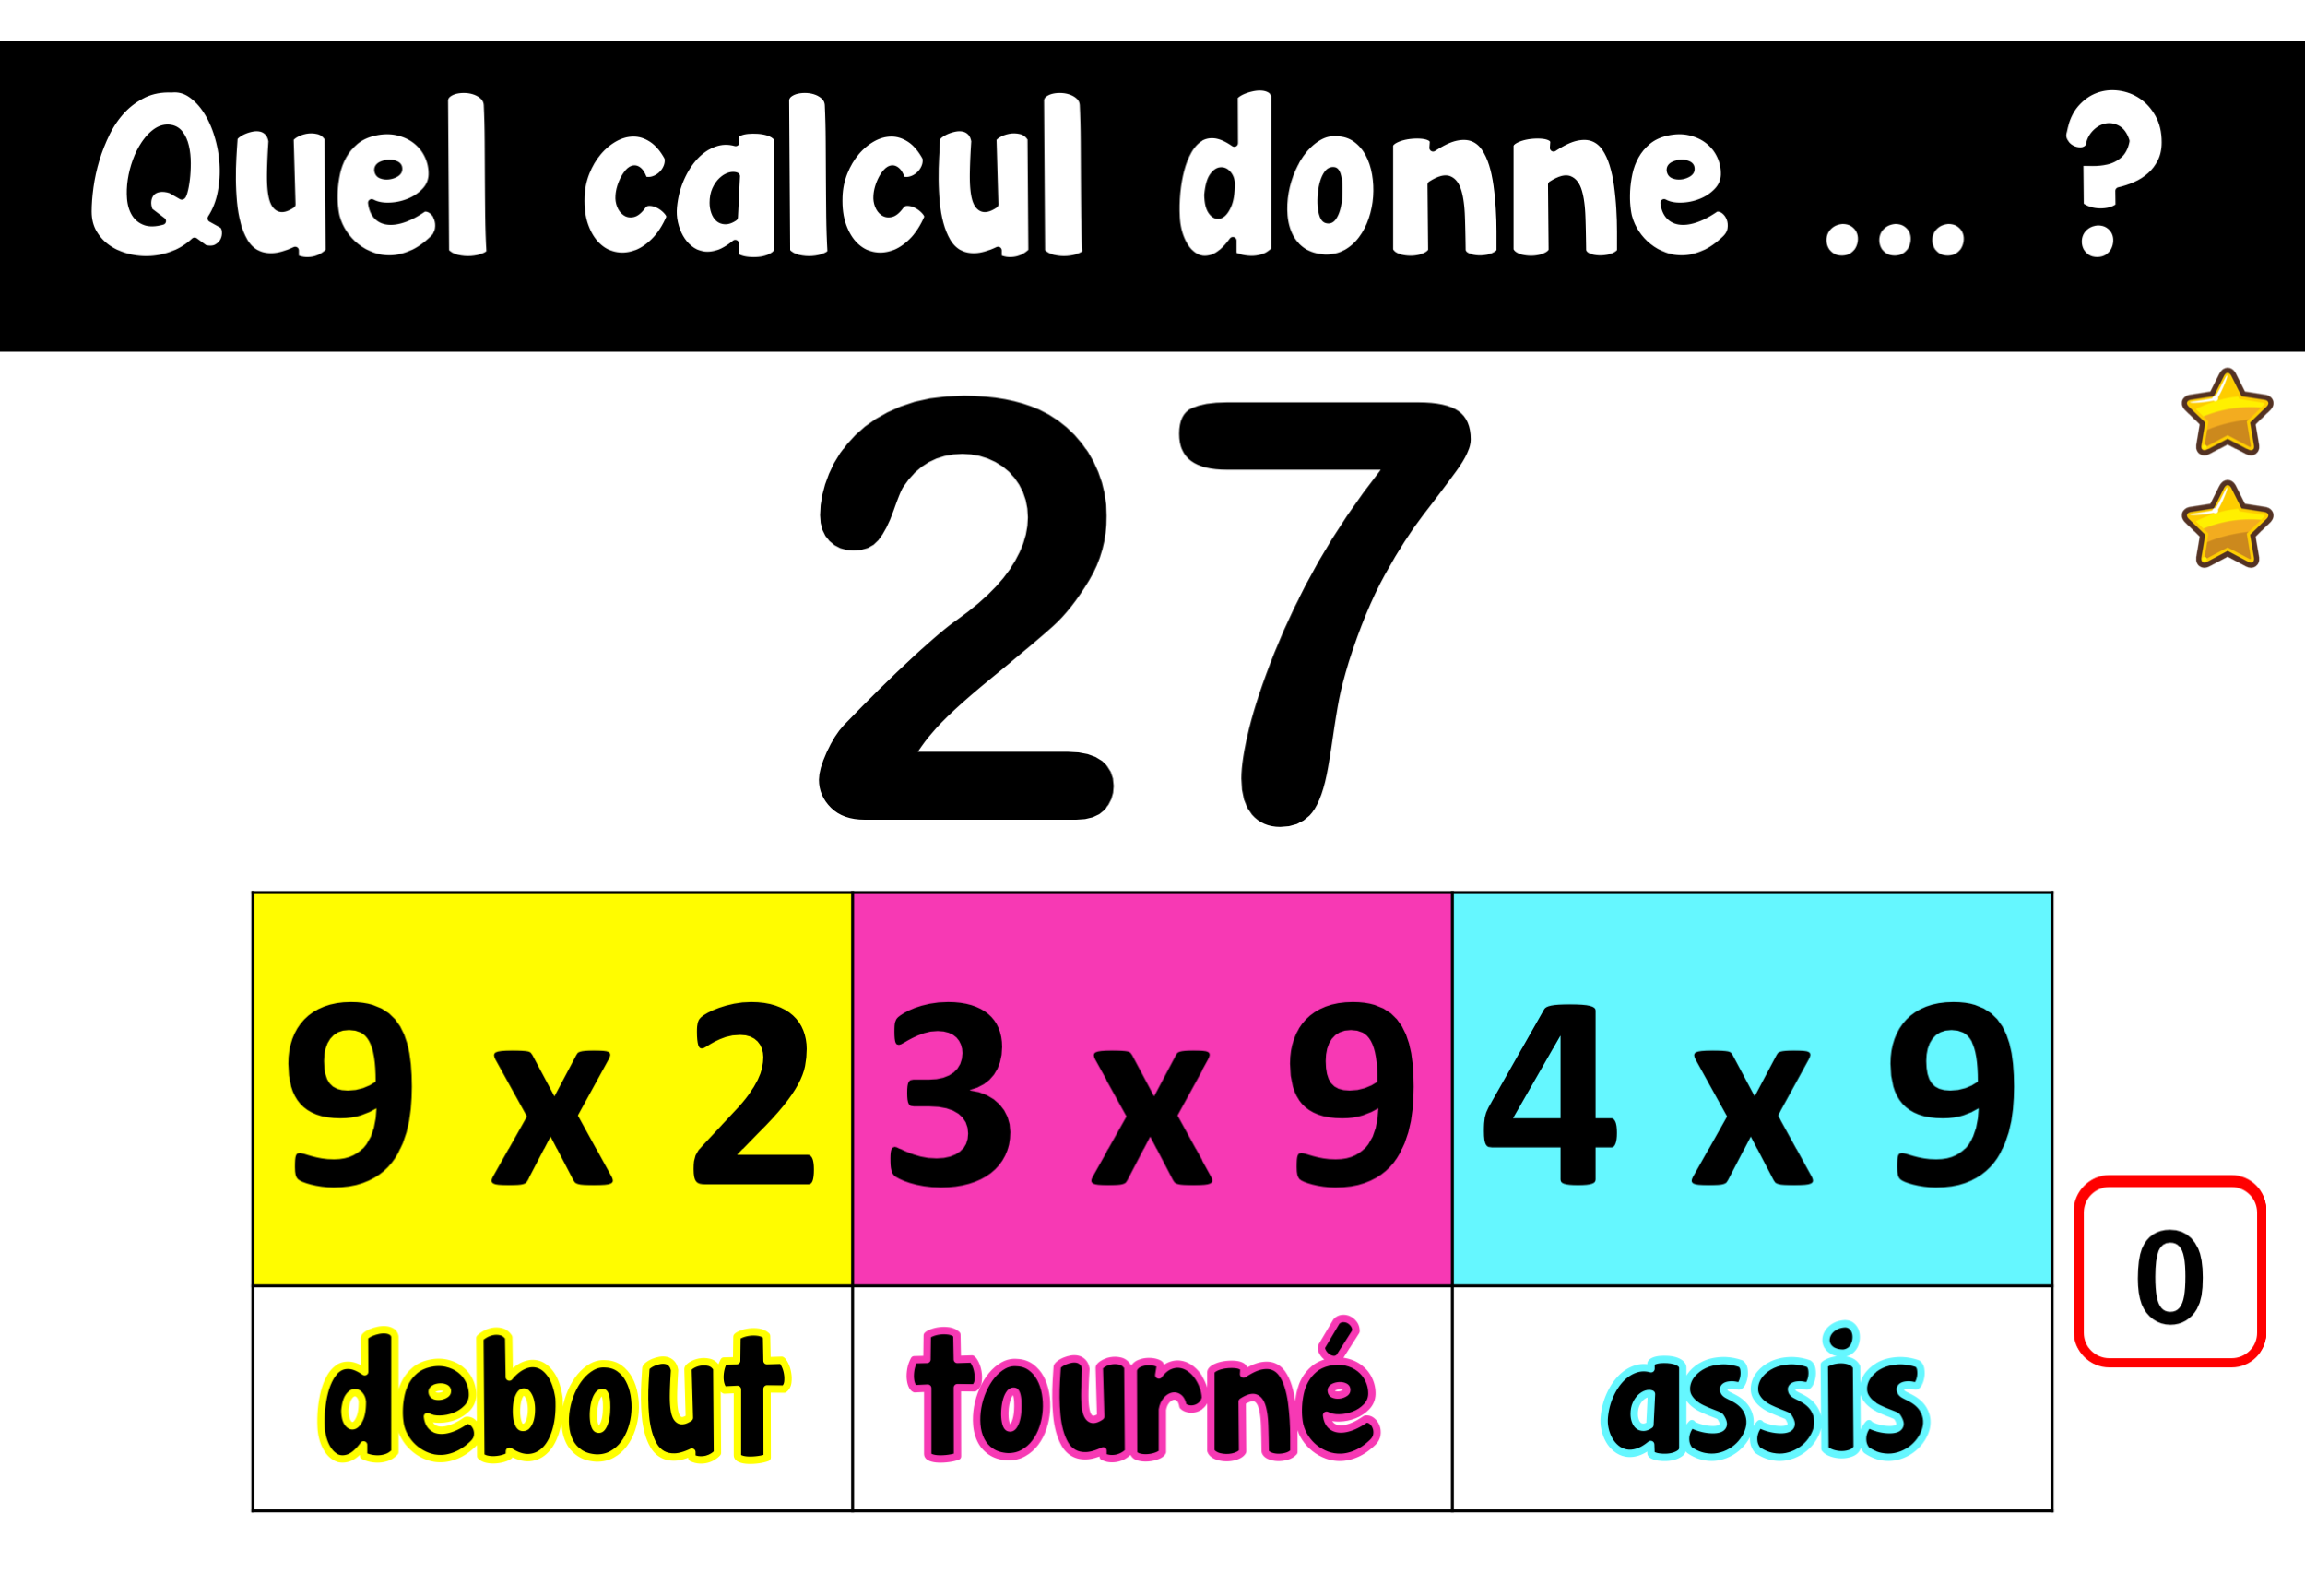 Quel calcul donne ... ?
27
9 x 2 3 x 9 4 x 9
0
debout tourné assis